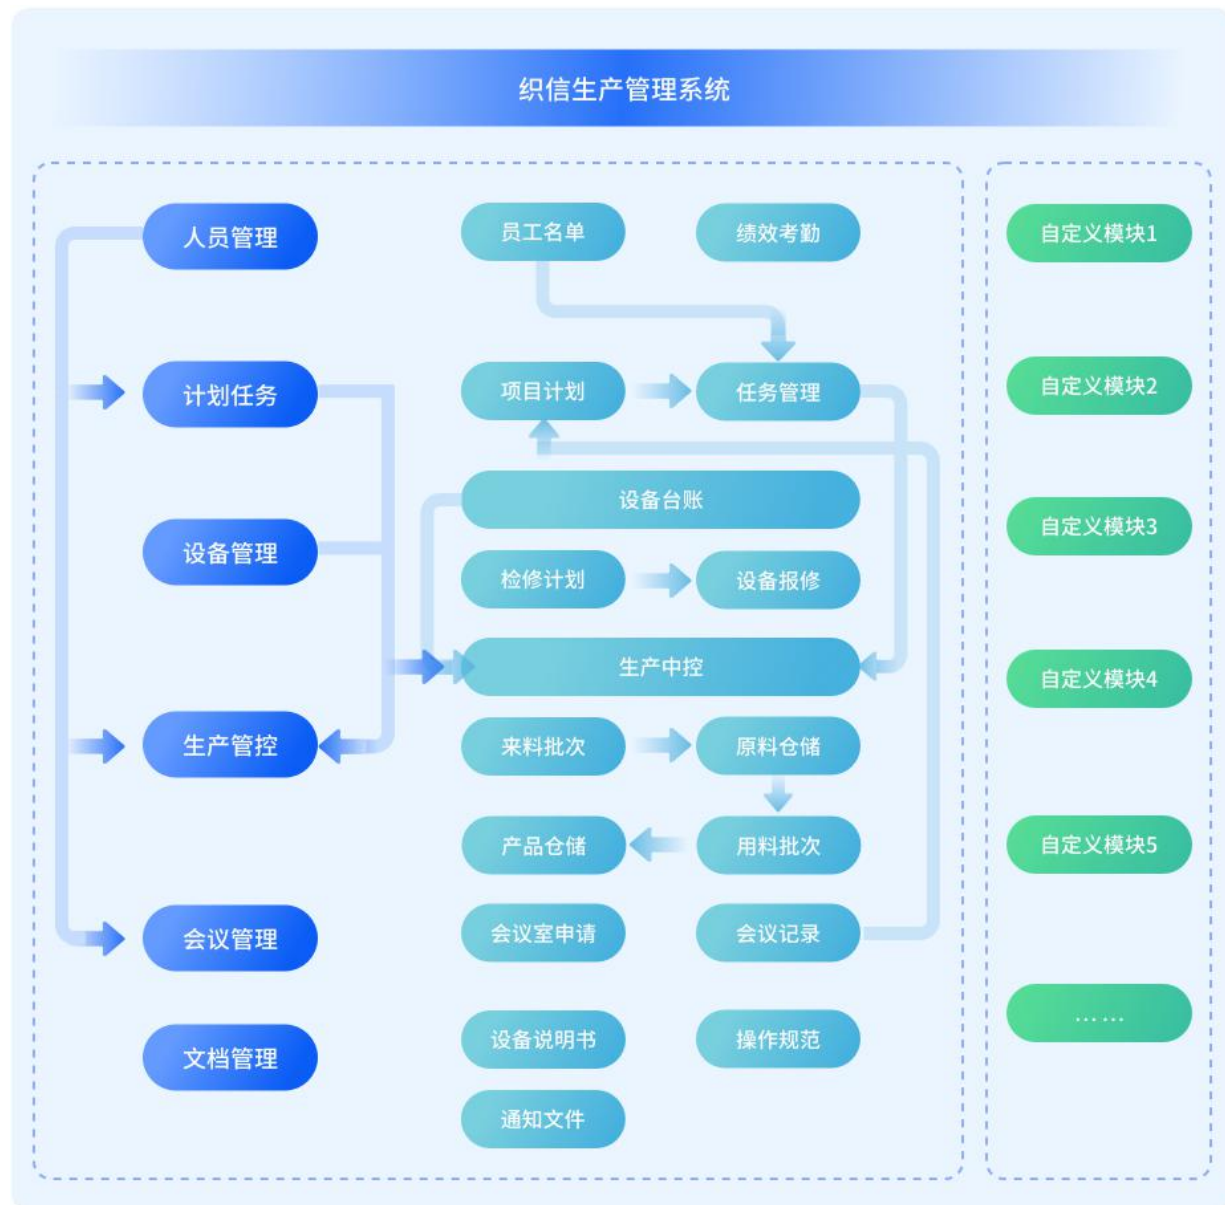 织信生产管理系统
人员管理
员工名单
绩效考勤
自定义模块1
计划任务
项目计划
任务管理
自定义模块2
设备台账
设备管理
检修计划
设备报修
自定义模块3
生产中控
自定义模块4
生产管控
来料批次
原料仓储
产品仓储
用料批次
自定义模块5
会议管理
会议室申请
会议记录
文档管理
设备说明书
操作规范
……
通知文件